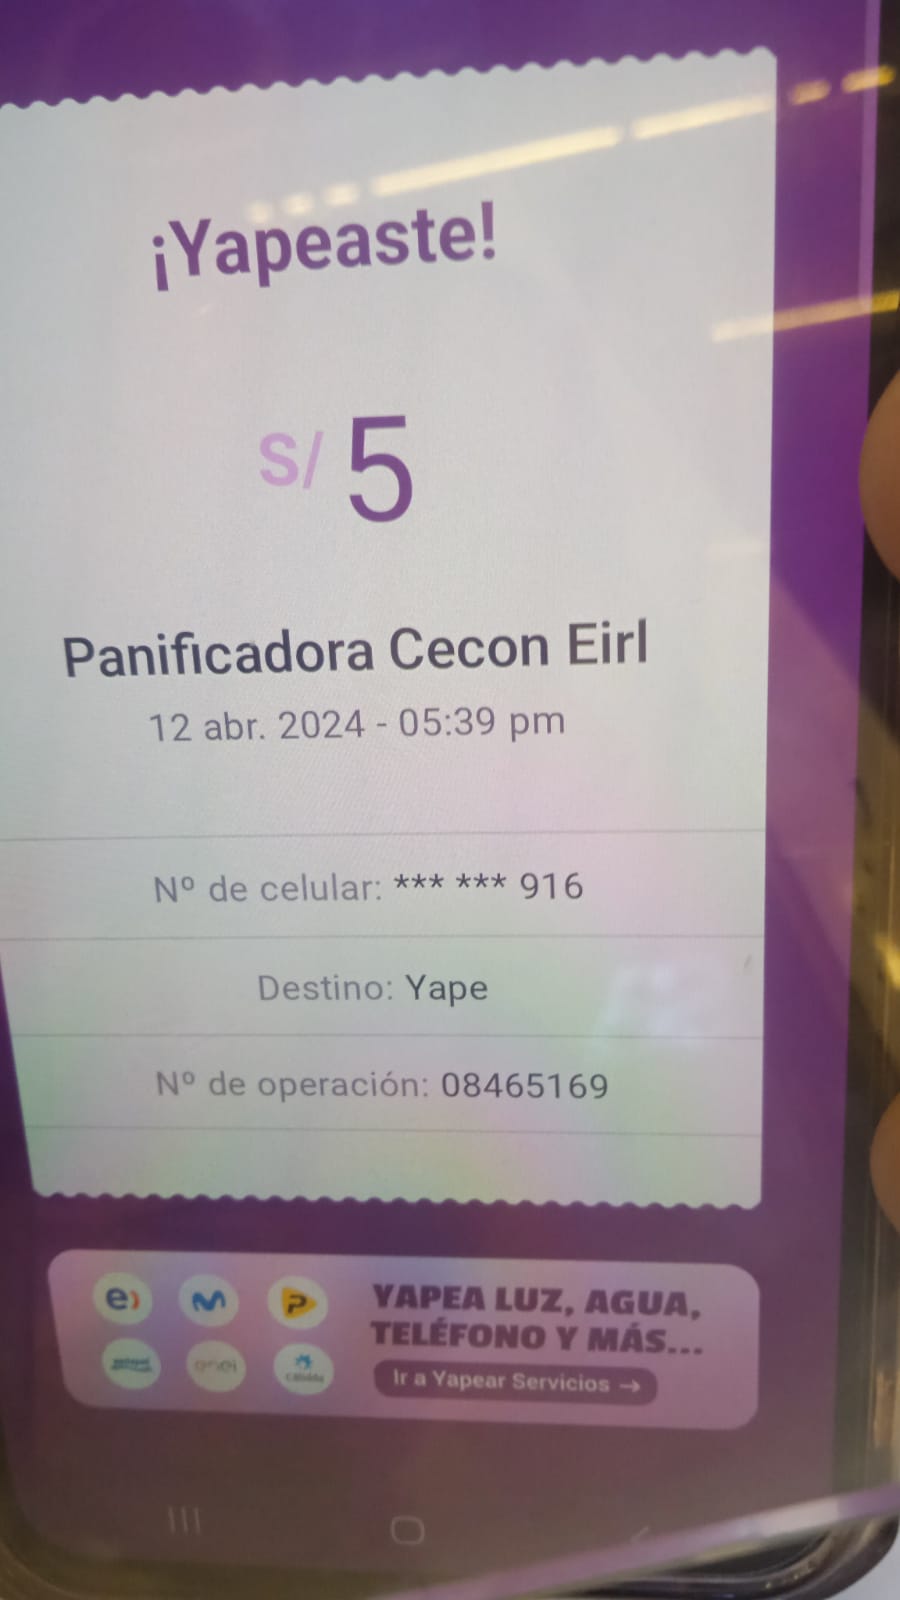 ¡Yapeaste!
S/ 5
Panificadora Cecon Eirl
12 abr. 2024 - 05:39 pm
Nº de celular: *** *** 916
Destino: Yape
Nº de operación: 08465169
e)
P
enel
YAPEA LUZ, AGUA,
TELÉFONO Y MÁS...
Ir a Yapear Servicios →